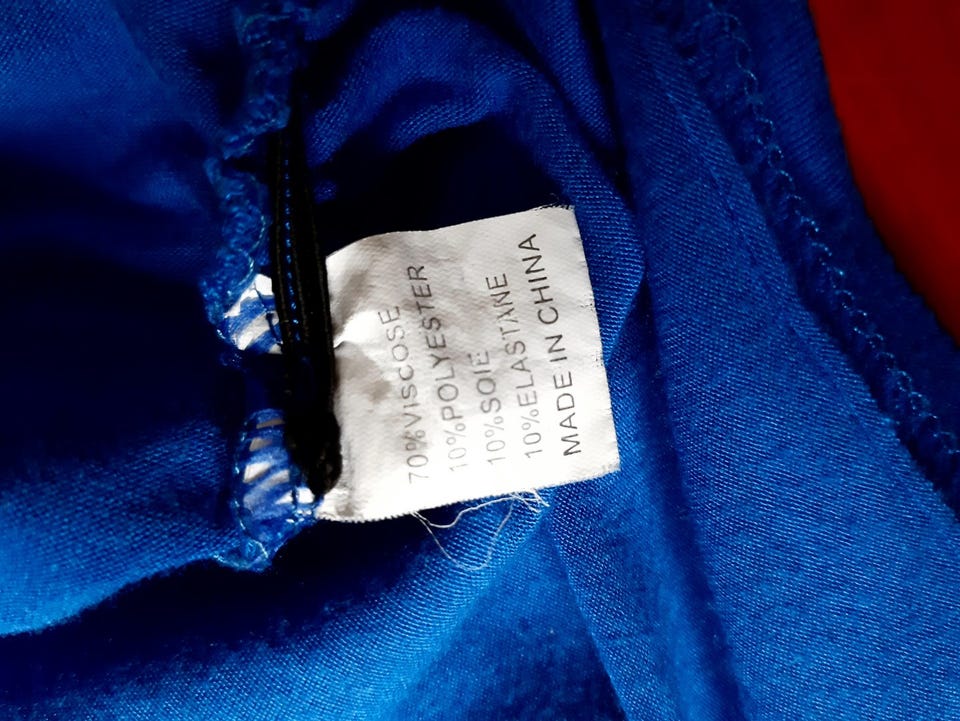 70%VISCOSE
10%POLYESTER
10%SOIE
10%ELASTANE
MADE IN CHINA